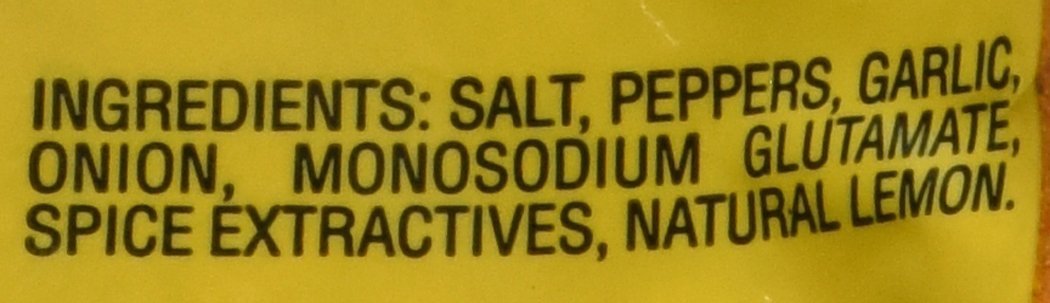 INGREDIENTS: SALT, PEPPERS, GARLIC,
ONION, MONOSODIUM GLUTAMATE,
SPICE EXTRACTIVES, NATURAL LEMON.